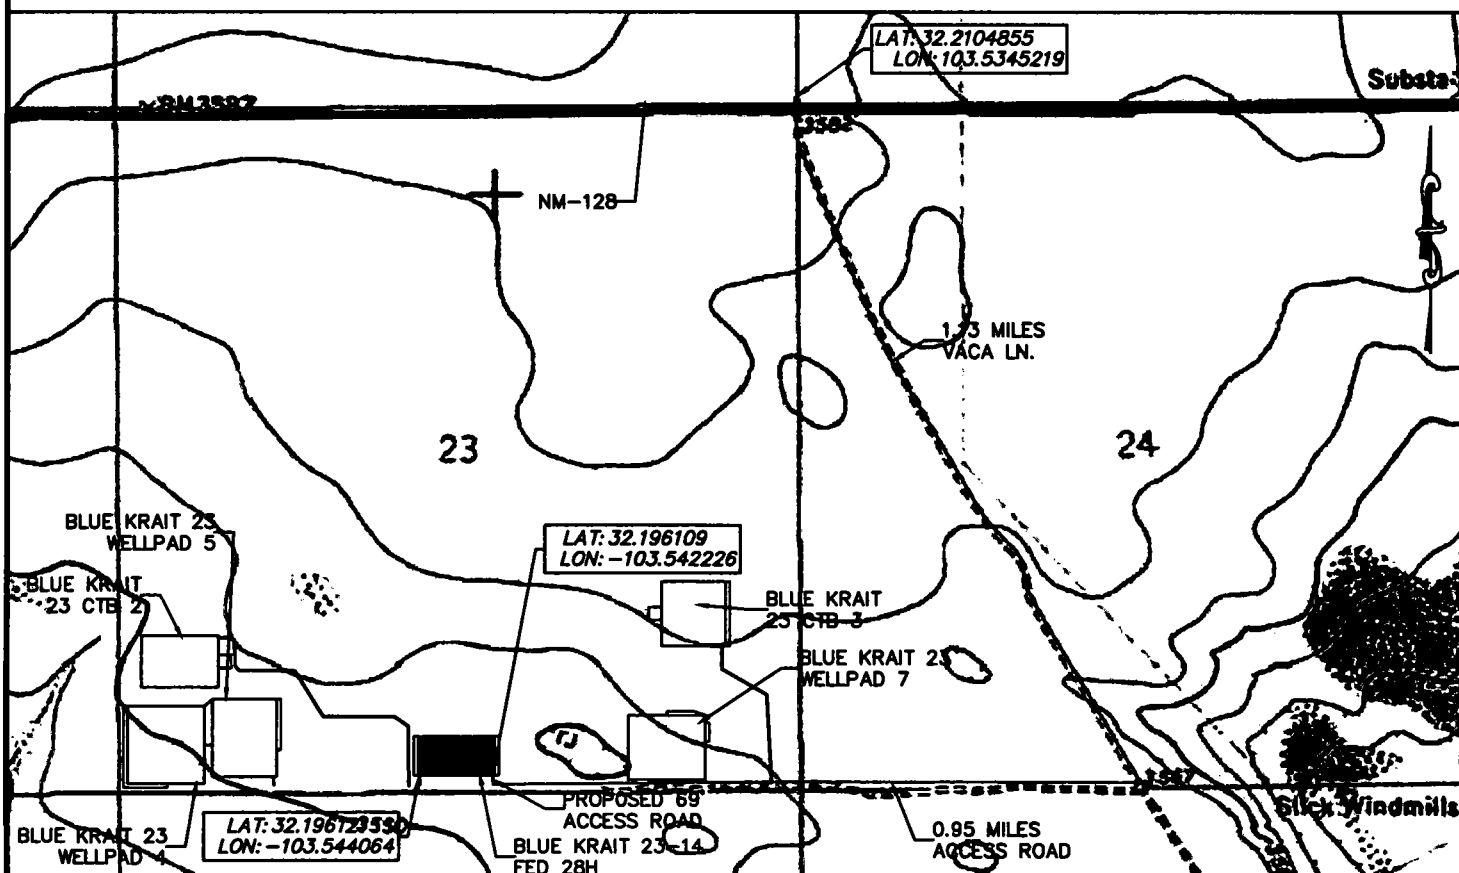 LAT: 32.2104855
LON: 103.5345219
Substa
BM3597
NM-128
1.13 MILES
VACA LN.
23
24
BLUE KRAIT 23
WELLPAD 5
LAT: 32.196109
LON: -103.542226
BLUE KRAIT
23 CTB 2
BLUE KRAIT
23 CTB 3
BLUE KRAIT 23
WELLPAD 7
PROPOSED 69
ACCESS ROAD
Slick Windmills
BLUE KRAIT 23
WELLPAD 4
LON: -103.544064
BLUE KRAIT 23-14
FED 28H
0.95 MILES
ACCESS ROAD